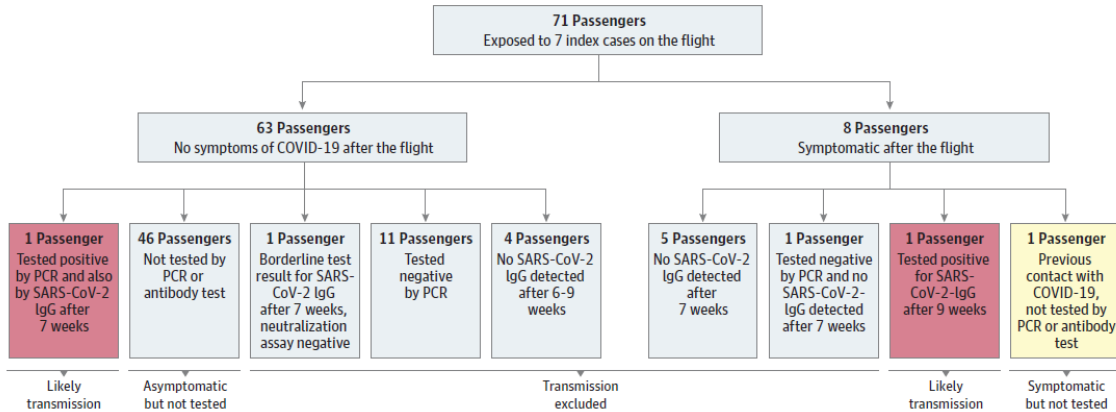 71 Passengers
Exposed to 7 index cases on the flight
63 Passengers
No symptoms of COVID-19 after the flight
8 Passengers
Symptomatic after the flight
1 Passenger
Tested positive
by PCR and also
by SARS-CoV-2
IgG after
7 weeks
46 Passengers
Not tested by
PCR or
antibody test
1 Passenger
Borderline test
result for SARS-
CoV-2 IgG
after 7 weeks,
neutralization
assay negative
11 Passengers
Tested
negative
by PCR
4 Passengers
No SARS-CoV-2
IgG detected
after 6-9
weeks
5 Passengers
No SARS-CoV-2
IgG detected
after
7 weeks
1 Passenger
Tested negative
by PCR and no
SARS-CoV-2-
IgG detected
after 7 weeks
1 Passenger
Tested positive
for SARS-
CoV-2-IgG
after 9 weeks
1 Passenger
Previous
contact with
COVID-19,
not tested by
PCR or antibody
test
Likely
transmission
Asymptomatic
but not tested
Transmission
excluded
Likely
transmission
Symptomatic
but not tested